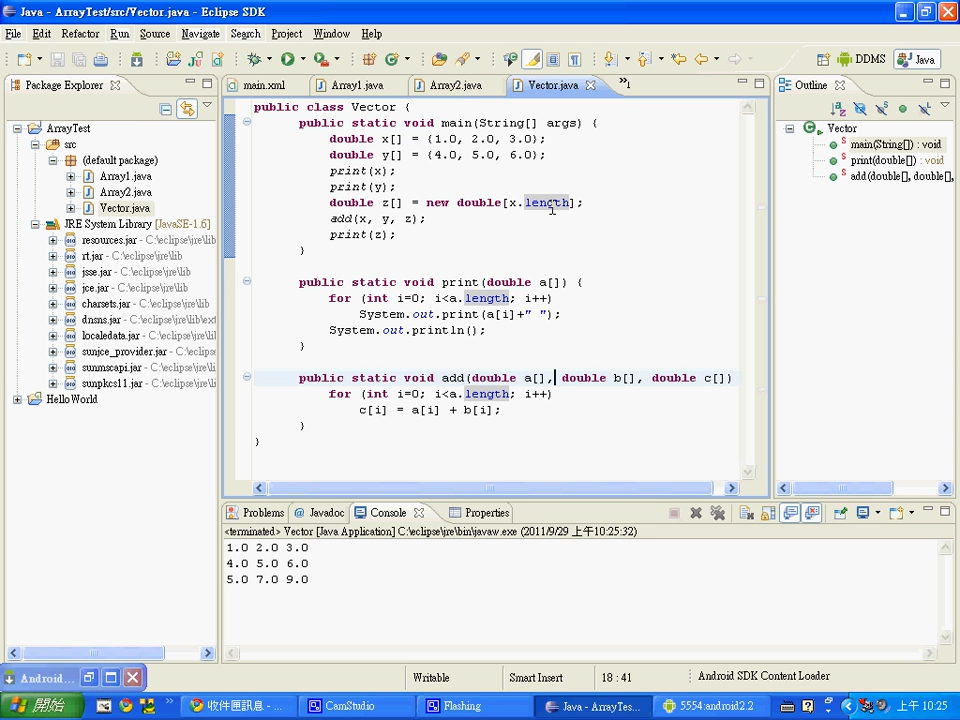 Java - ArrayTest/src/Vector.java - Eclipse SDK
File Edit Refactor Run Source Navigate Search Project Window Help
DDMS Java
Package Explorer
ArrayTest
src
(default package)
Array1.java
Array2.java
Vector.java
JRE System Library [JavaSE-1.6]
resources.jar - C:\eclipse\jre\lib
rt.jar - C:\eclipse\jre\lib
jsse.jar - C:\eclipse\jre\lib
jce.jar - C:\eclipse\jre\lib
charsets.jar - C:\eclipse\jre\lib
dnsns.jar - C:\eclipse\jre\lib\ext
localedata.jar - C:\eclipse\jre\lib
sunjce_provider.jar - C:\eclipse\
sunmscapi.jar - C:\eclipse\jre\lib
sunpkcs11.jar - C:\eclipse\jre\lib
HelloWorld
main.xml Array1.java Array2.java Vector.java »1
public class Vector {
public static void main(String[] args) {
double x[] = {1.0, 2.0, 3.0};
double y[] = {4.0, 5.0, 6.0};
print(x);
print(y);
double z[] = new double[x.length];
add(x, y, z);
print(z);
}
public static void print(double a[]) {
for (int i=0; i<a.length; i++)
System.out.print(a[i]+" ");
System.out.println();
}
public static void add(double a[], double b[], double c[])
for (int i=0; i<a.length; i++)
c[i] = a[i] + b[i];
}
}
Outline
Vector
main(String[]) : void
print(double[]) : void
add(double[], double[],
Problems Javadoc Console Properties
<terminated> Vector [Java Application] C:\eclipse\jre\bin\javaw.exe (2011/9/29 上午10:25:32)
1.0 2.0 3.0
4.0 5.0 6.0
5.0 7.0 9.0
Android...
Writable Smart Insert 18 : 41 Android SDK Content Loader
開始 收件匣訊息 - ... CamStudio Flashing Java - ArrayTes... 5554:android2.2 上午 10:25